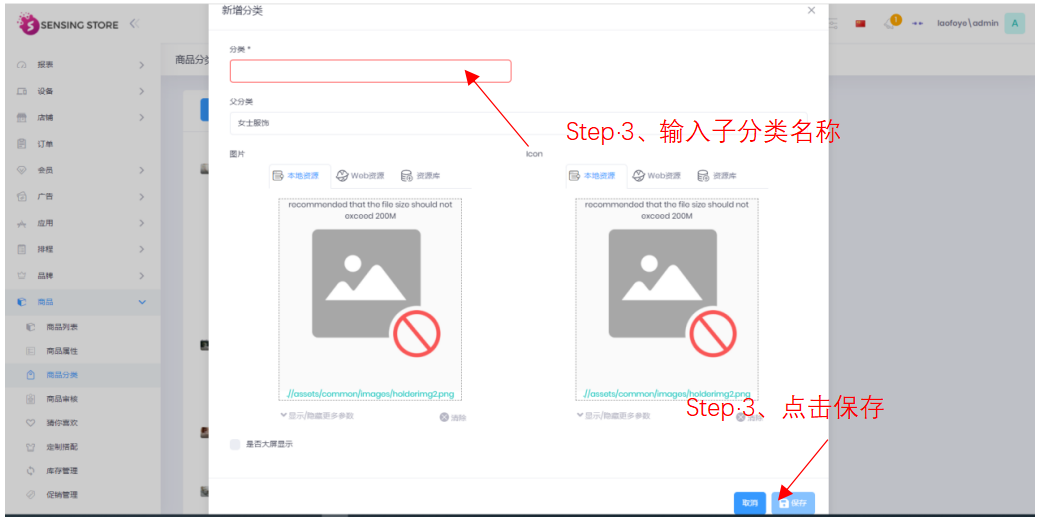 SENSING STORE
新增分类
1
laofoye\admin
A
报表
设备
店铺
订单
会员
广告
应用
排程
品牌
商品
商品列表
商品属性
商品分类
商品审核
猜你喜欢
定制搭配
库存管理
促销管理
商品分类
分类 *
父分类
女士服饰
Step·3、输入子分类名称
图片
Icon
本地资源 Web资源 资源库
本地资源 Web资源 资源库
recommended that the file size should not
exceed 200M
recommended that the file size should not
exceed 200M
//assets/common/images/holderimg2.png
//assets/common/images/holderimg2.png
显示/隐藏更多参数
清除
显示/隐藏更多参数
清除
Step·3、点击保存
是否大屏显示
取消
保存